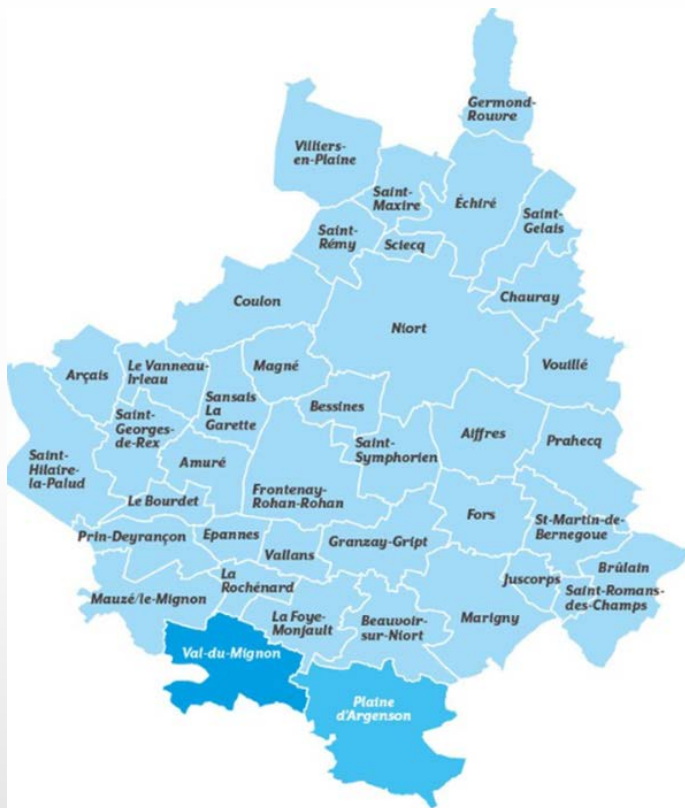 Germond-
Rouvre
Villiers-
en-Plaine
Saint-
Maxire
Échiré
Saint-
Gelais
Saint-
Rémy
Sciecq
Chauray
Coulon
Niort
Vouillé
Arçais
Le Vanneau-
Irleau
Magné
Sansais
La
Garette
Bessines
Saint-
Georges-
de-Rex
Aiffres
Prahecq
Saint-
Symphorien
Saint-
Hilaire-
la-Palud
Amuré
Le Bourdet
Frontenay-
Rohan-Rohan
Fors
St-Martin-de-
Bernegoue
Prin-Deyrançon
Epannes
Vallans
Granzay-Gript
Brûlain
Juscorps
Saint-Romans-
des-Champs
La
Rochénard
Mauzé/le-Mignon
La Foye-
Monjault
Beauvoir-
sur-Niort
Marigny
Val-du-Mignon
Plaine
d'Argenson